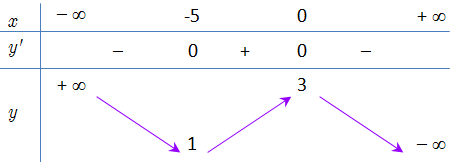 x − ∞ -5 0 + ∞
y′ − 0 + 0 −
+ ∞ 3
y
1 − ∞